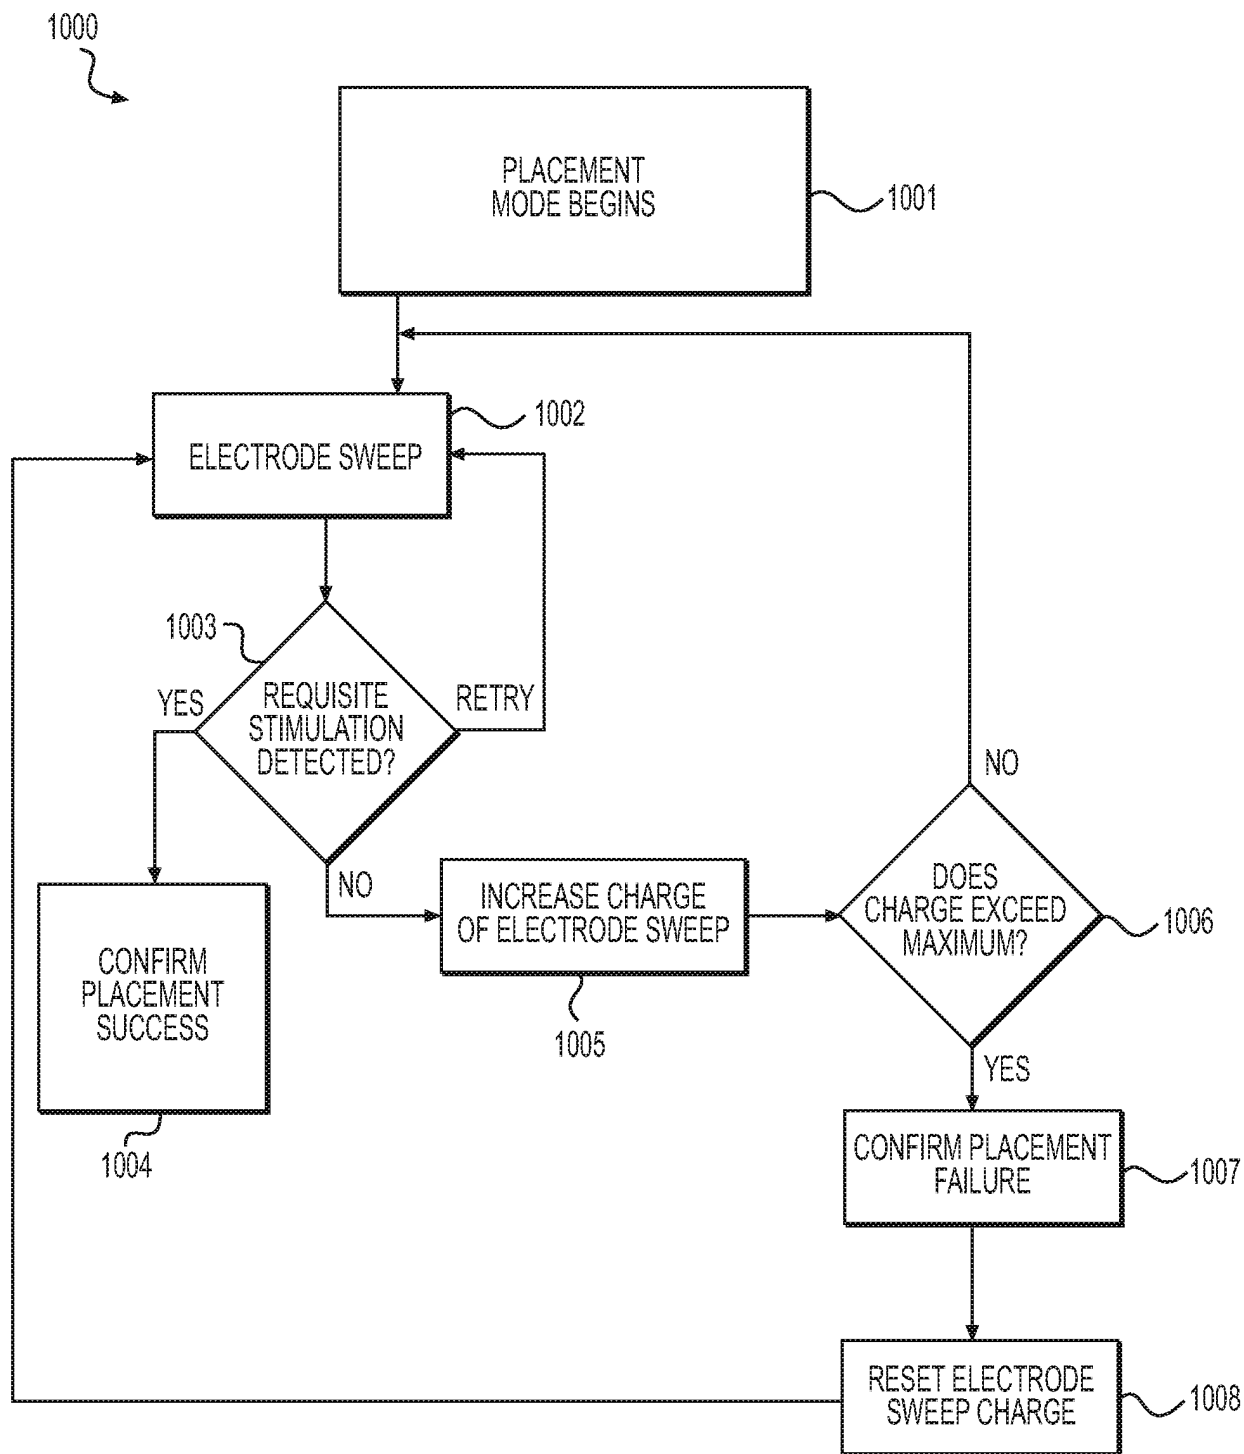 1000
PLACEMENT
MODE BEGINS
1001
1002
ELECTRODE SWEEP
1003
YES
REQUISITE
STIMULATION
DETECTED?
RETRY
NO
NO
INCREASE CHARGE
OF ELECTRODE SWEEP
1005
DOES
CHARGE EXCEED
MAXIMUM?
1006
CONFIRM
PLACEMENT
SUCCESS
1004
YES
CONFIRM PLACEMENT
FAILURE
1007
RESET ELECTRODE
SWEEP CHARGE
1008